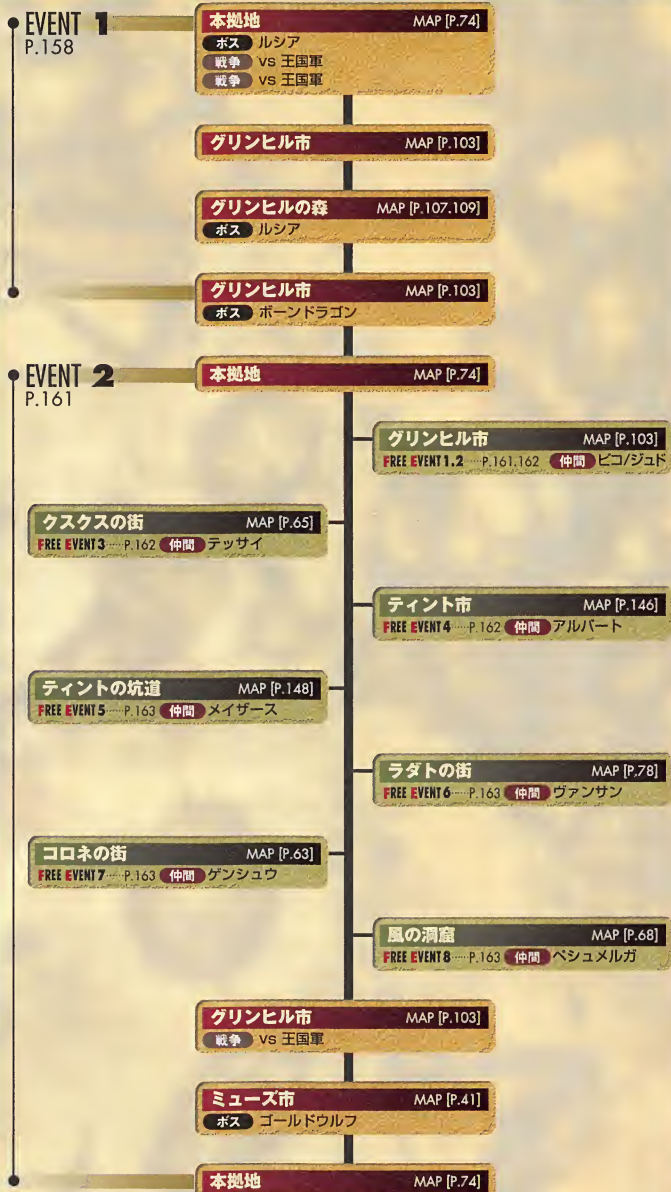 EVENT 1
P.158
本拠地 MAP [P.74]
ボス ルシア
戦争 VS 王国軍
戦争 VS 王国軍
グリンヒル市 MAP [P.103]
グリンヒルの森 MAP [P.107.109]
ボス ルシア
グリンヒル市 MAP [P.103]
ボス ボーンドラゴン
EVENT 2
P.161
本拠地 MAP [P.74]
グリンヒル市 MAP [P.103]
FREE EVENT 1.2 ……P.161.162 仲間 ピコ/ジュド
クスクスの街 MAP [P.65]
FREE EVENT 3 ……P.162 仲間 テッサイ
ティント市 MAP [P.146]
FREE EVENT 4 ……P.162 仲間 アルバート
ティントの坑道 MAP [P.148]
FREE EVENT 5 ……P.163 仲間 メイザース
ラダトの街 MAP [P.78]
FREE EVENT 6 ……P.163 仲間 ヴァンサン
コロネの街 MAP [P.63]
FREE EVENT 7 ……P.163 仲間 ゲンシュウ
風の洞窟 MAP [P.68]
FREE EVENT 8 ……P.163 仲間 ペシュメルガ
グリンヒル市 MAP [P.103]
戦争 VS 王国軍
ミューズ市 MAP [P.41]
ボス ゴールドウルフ
本拠地 MAP [P.74]